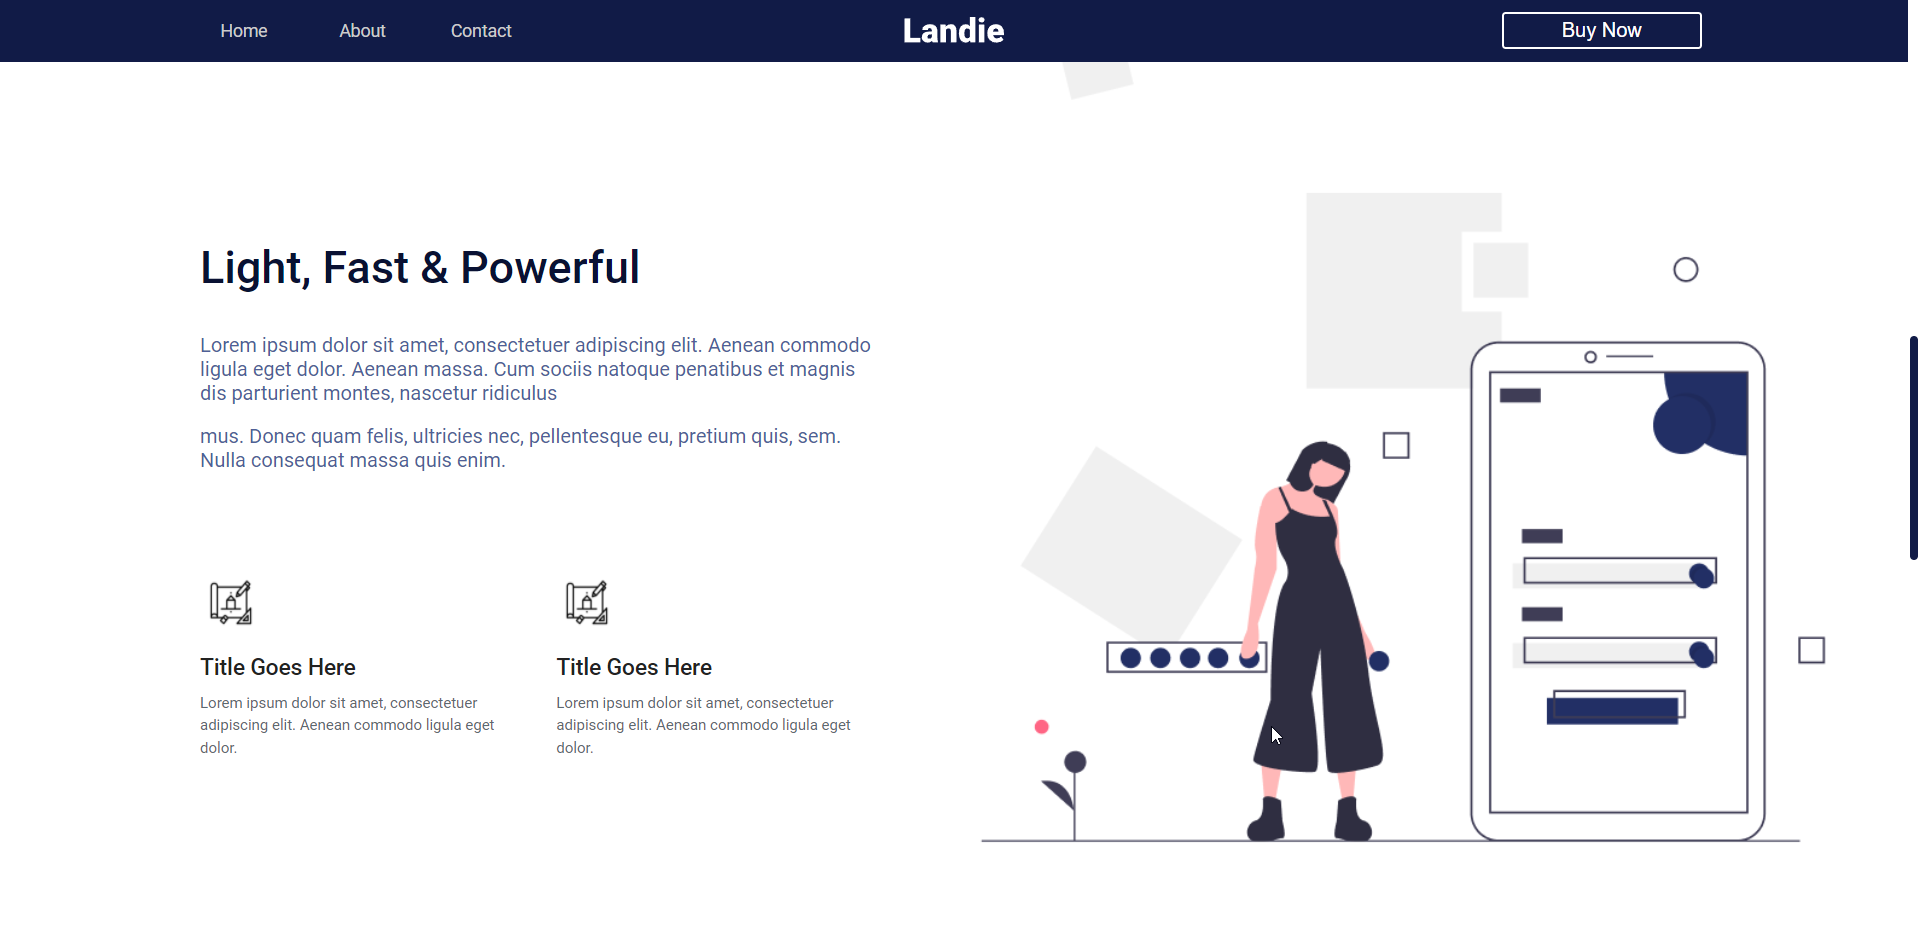 Home About Contact Landie Buy Now
Light, Fast & Powerful
Lorem ipsum dolor sit amet, consectetuer adipiscing elit. Aenean commodo
ligula eget dolor. Aenean massa. Cum sociis natoque penatibus et magnis
dis parturient montes, nascetur ridiculus
mus. Donec quam felis, ultricies nec, pellentesque eu, pretium quis, sem.
Nulla consequat massa quis enim.
Title Goes Here
Lorem ipsum dolor sit amet, consectetuer
adipiscing elit. Aenean commodo ligula eget
dolor.
Title Goes Here
Lorem ipsum dolor sit amet, consectetuer
adipiscing elit. Aenean commodo ligula eget
dolor.